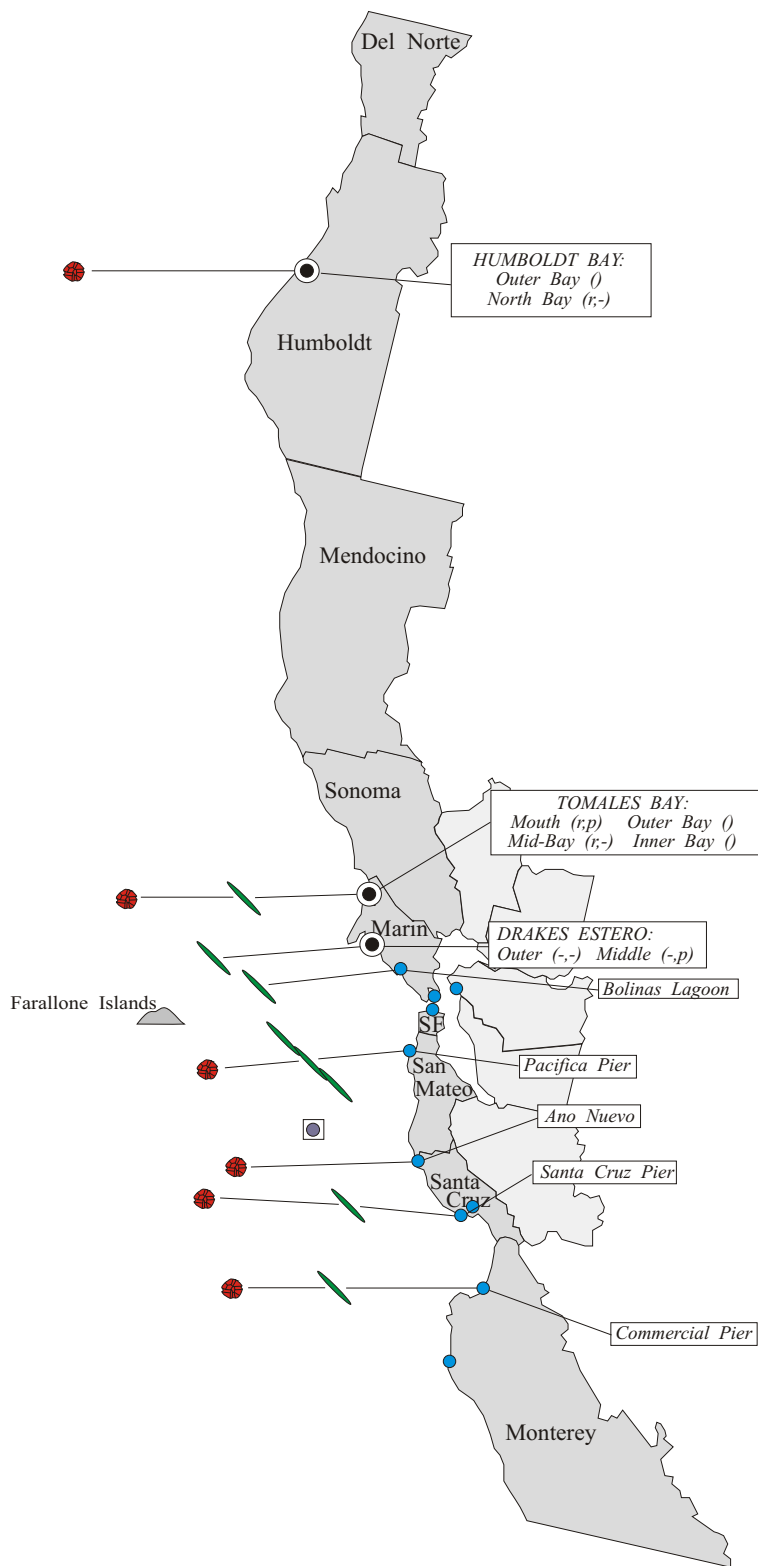 Del Norte
HUMBOLDT BAY:
Outer Bay ()
North Bay (r,-)
Humboldt
Mendocino
Sonoma
TOMALES BAY:
Mouth (r,p) Outer Bay ()
Mid-Bay (r,-) Inner Bay ()
Marin
DRAKES ESTERO:
Outer (-,-) Middle (-,p)
Bolinas Lagoon
Farallone Islands
SF
Pacifica Pier
San
Mateo
Ano Nuevo
Santa Cruz Pier
Santa
Cruz
Commercial Pier
Monterey